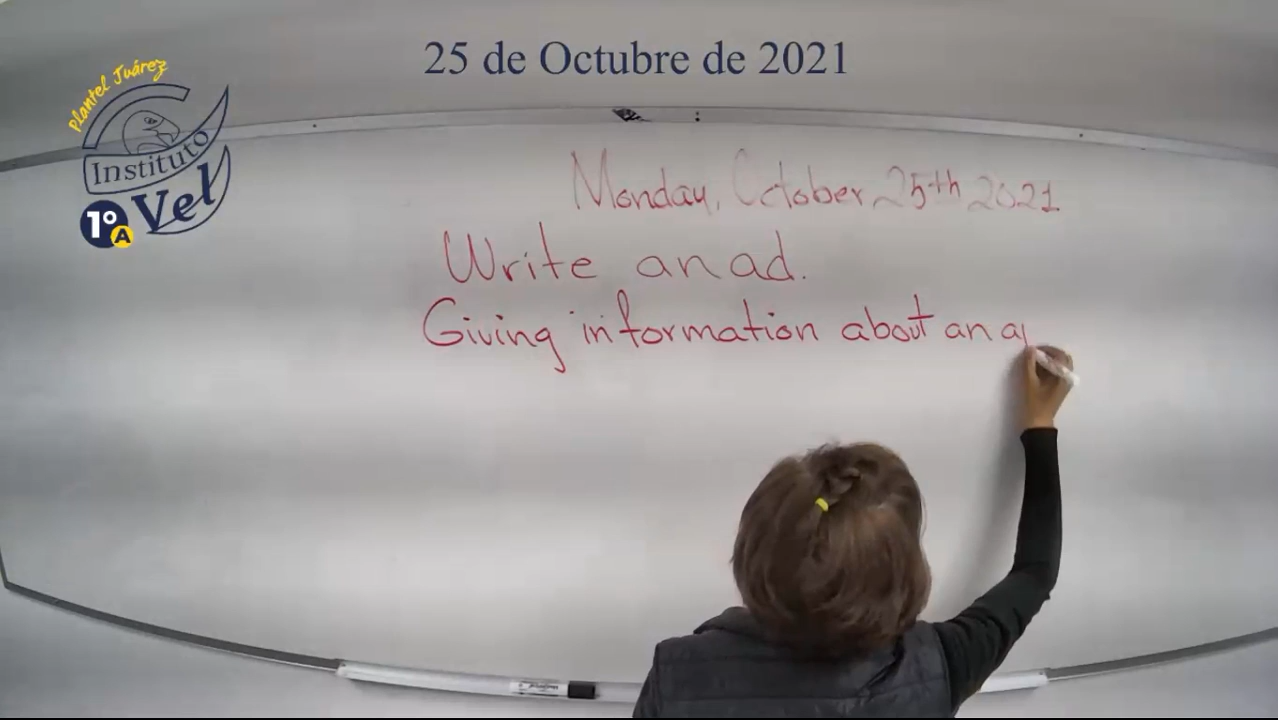 25 de Octubre de 2021
Plantel Juárez
Instituto
Vel
1° A
Monday, October 25th 2021
Write an ad.
Giving information about an